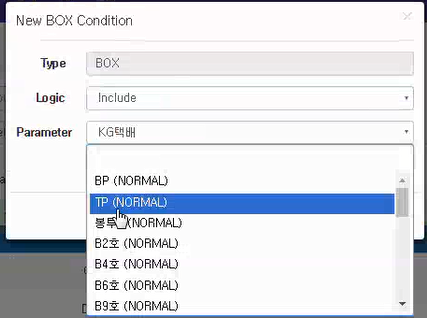 New BOX Condition
×
Type BOX
Logic Include
Parameter KG택배
BP (NORMAL)
TP (NORMAL)
봉투 (NORMAL)
B2호 (NORMAL)
B4호 (NORMAL)
B6호 (NORMAL)
B9호 (NORMAL)